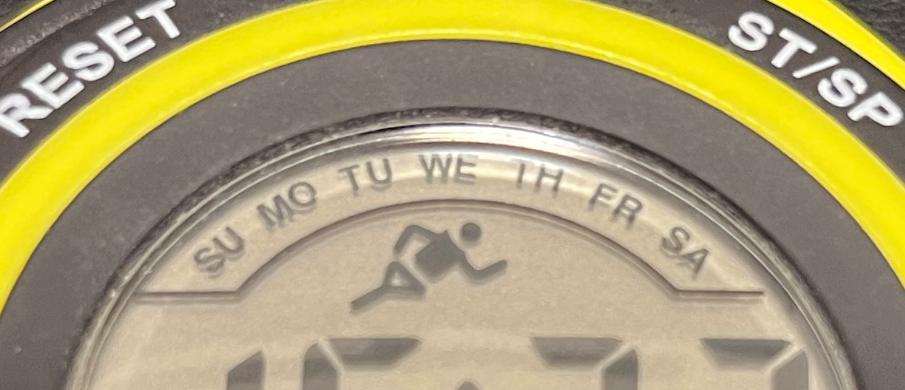 RESET
ST/SP
SU MO TU WE TH FR SA